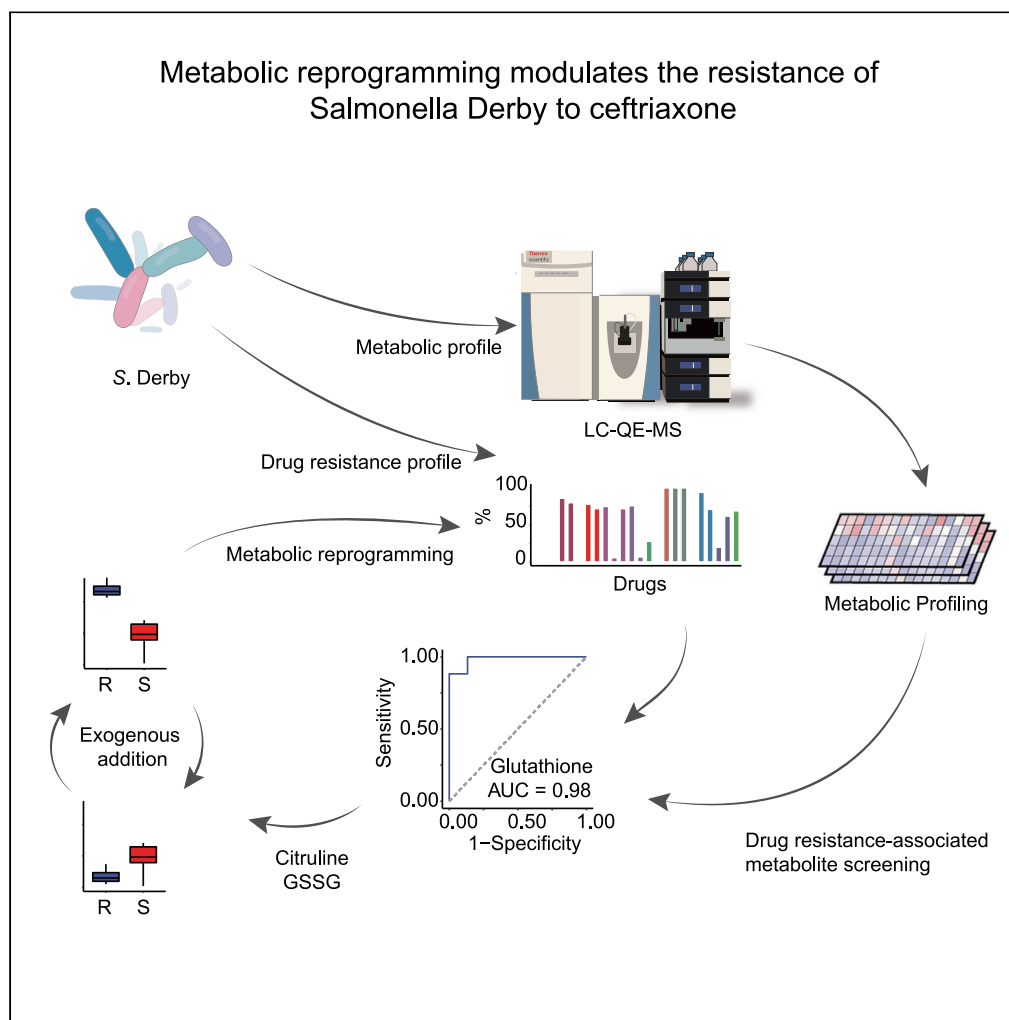 Metabolic reprogramming modulates the resistance of
Salmonella Derby to ceftriaxone
Thermo
scientific
Metabolic profile
S. Derby
LC-QE-MS
Drug resistance profile
100
50
0
%
Drugs
Metabolic reprogramming
Metabolic Profiling
R
S
Exogenous
addition
R
S
1.00
0.50
0.00
Sensitivity
Glutathione
AUC = 0.98
0.00
0.50
1.00
1−Specificity
Citruline
GSSG
Drug resistance-associated
metabolite screening